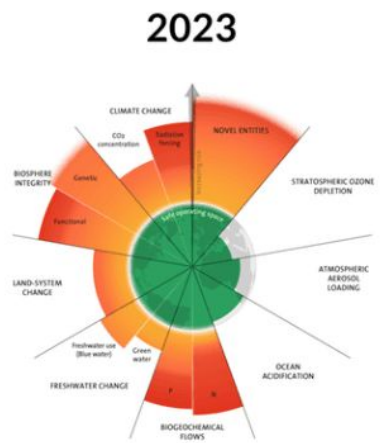 2023
CLIMATE CHANGE
CO2
concentration
Radiative
forcing
NOVEL ENTITIES
STRATOSPHERIC OZONE
DEPLETION
ATMOSPHERIC
AEROSOL
LOADING
OCEAN
ACIDIFICATION
N
P
BIOGEOCHEMICAL
FLOWS
Green
water
Freshwater use
(Blue water)
FRESHWATER CHANGE
LAND-SYSTEM
CHANGE
Functional
Genetic
BIOSPHERE
INTEGRITY
Safe operating space